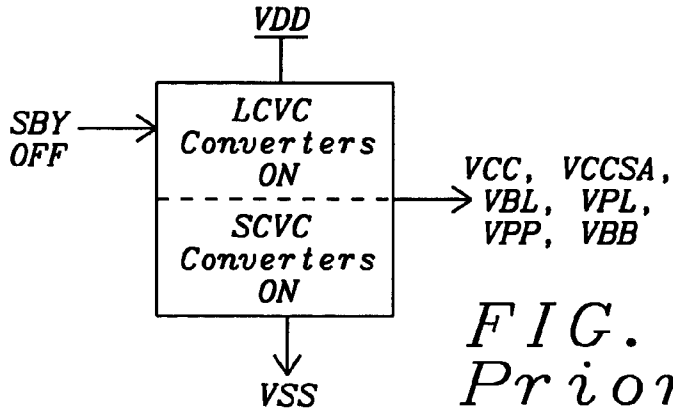 VDD
SBY
OFF
LCVC
Converters
ON
SCVC
Converters
ON
VCC, VCCSA,
VBL, VPL,
VPP, VBB
VSS
FIG.
Prior